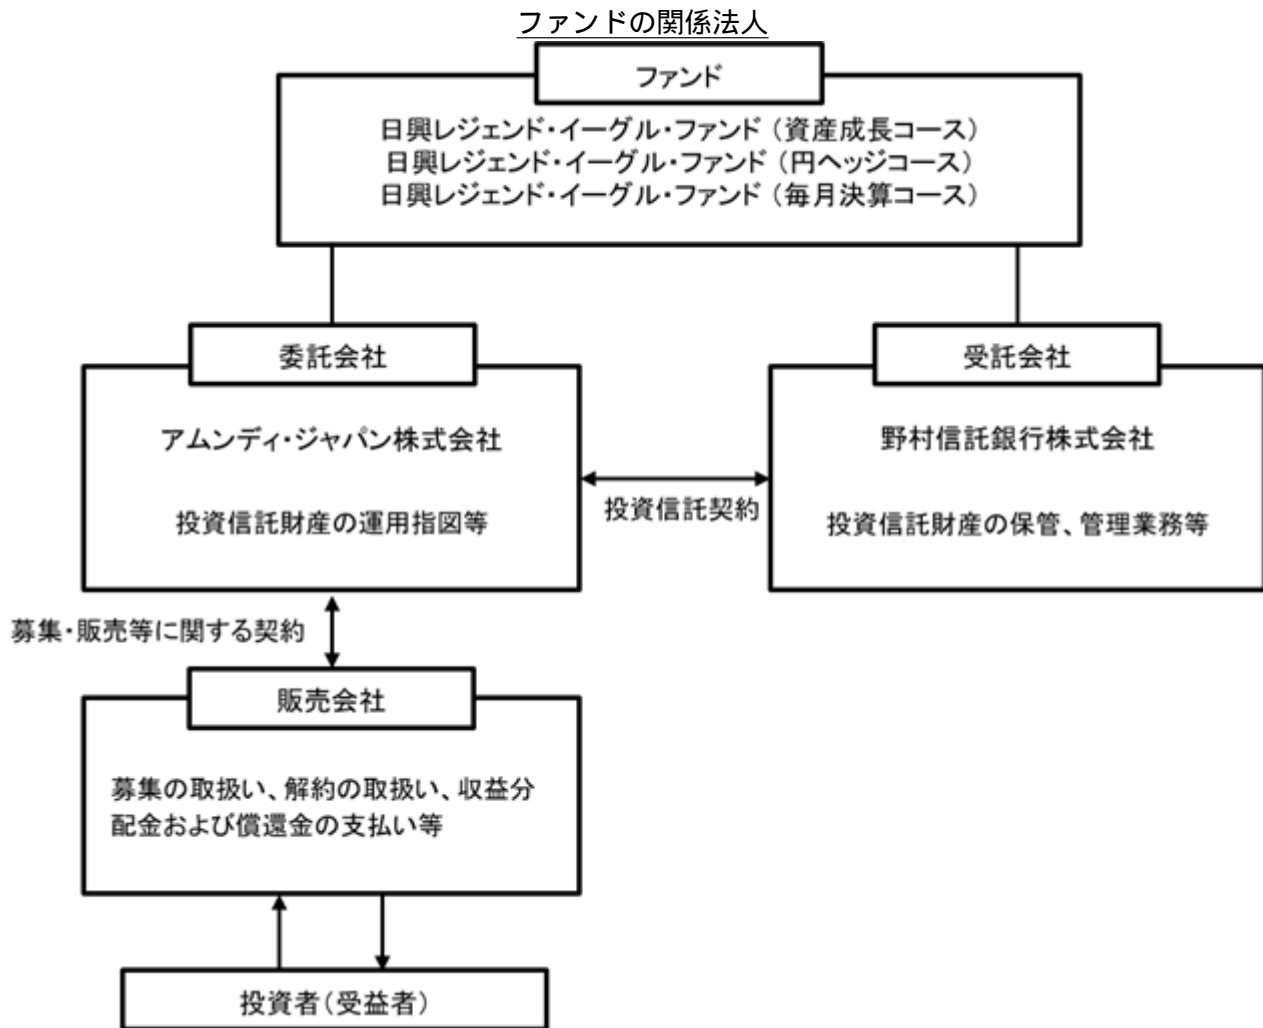 ファンドの関係法人
ファンド
日興レジェンド・イーグル・ファンド（資産成長コース）
日興レジェンド・イーグル・ファンド（円ヘッジコース）
日興レジェンド・イーグル・ファンド（毎月決算コース）
委託会社
アムンディ・ジャパン株式会社
投資信託財産の運用指図等
投資信託契約
受託会社
野村信託銀行株式会社
投資信託財産の保管、管理業務等
募集・販売等に関する契約
販売会社
募集の取扱い、解約の取扱い、収益分
配金および償還金の支払い等
投資者（受益者）